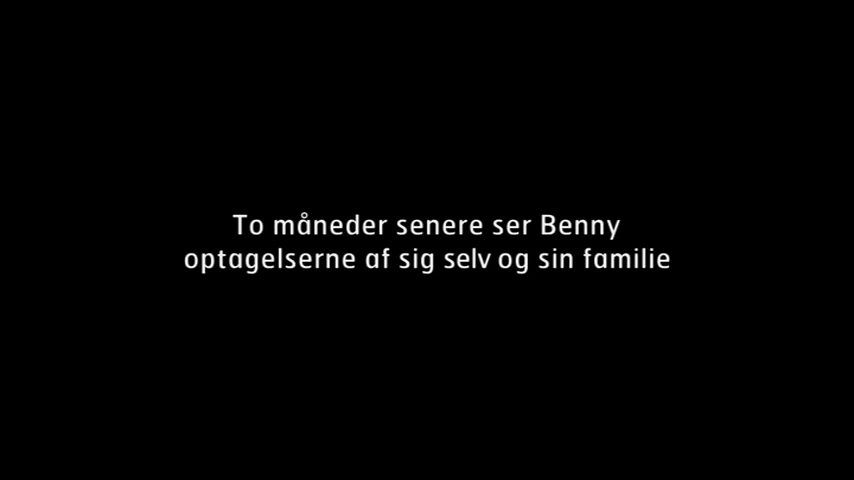 To måneder senere ser Benny
optagelserne af sig selv og sin familie